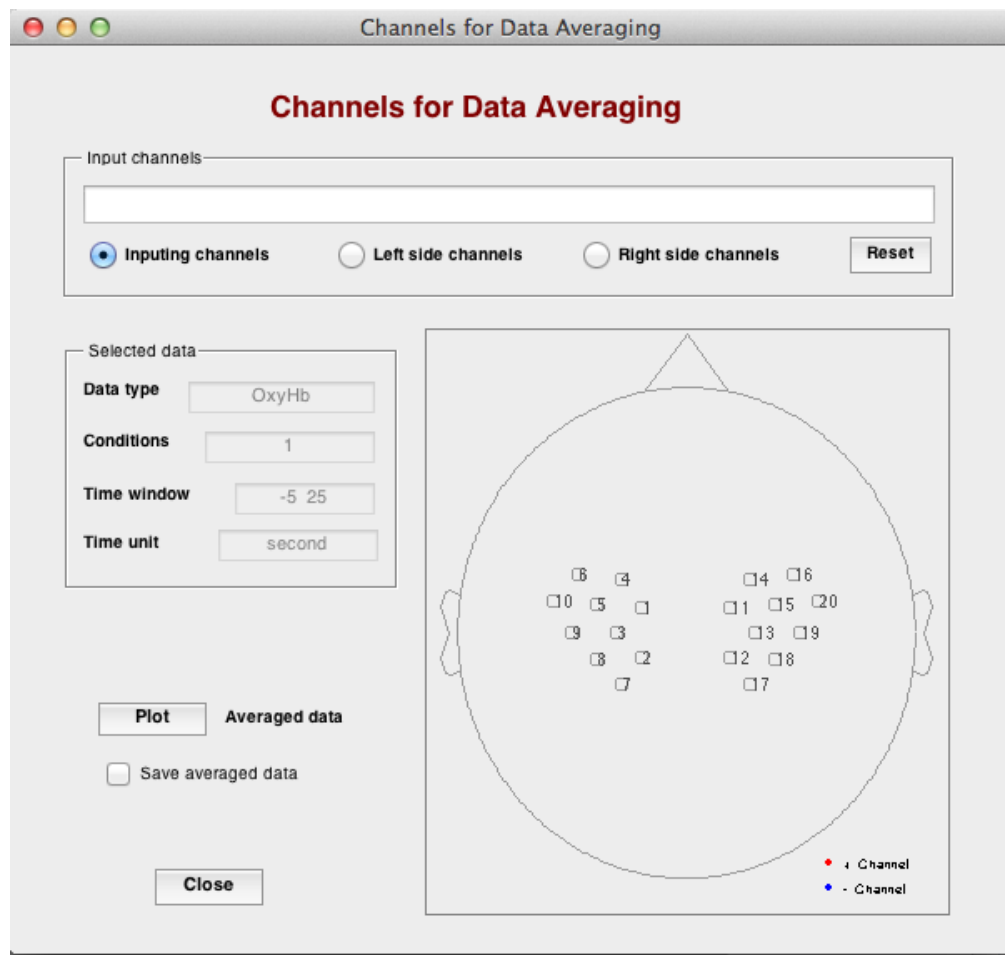 Channels for Data Averaging
Channels for Data Averaging
Input channels
Inputing channels
Left side channels
Right side channels
Reset
Selected data
Data type
OxyHb
Conditions
1
Time window
-5 25
Time unit
second
6 4 14 16
10 5 1 11 15 20
9 3 13 19
8 2 12 18
7 17
Plot
Averaged data
Save averaged data
Close
+ Channel
- Channel